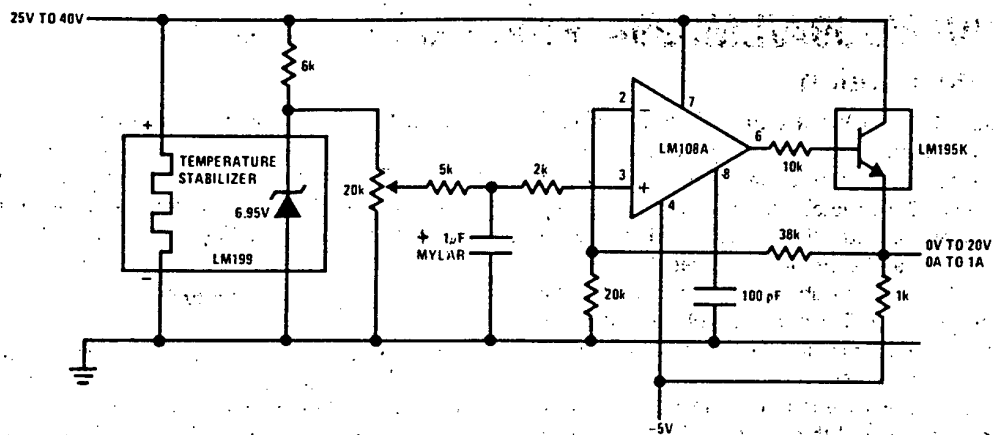 25V TO 40V
6k
+
TEMPERATURE
STABILIZER
6.95V
LM199
−
20k
5k
+
1µF
MYLAR
2k
2
−
3
+
LM108A
7
6
8
4
10k
LM195K
38k
20k
100 pF
0V TO 20V
0A TO 1A
1k
−5V